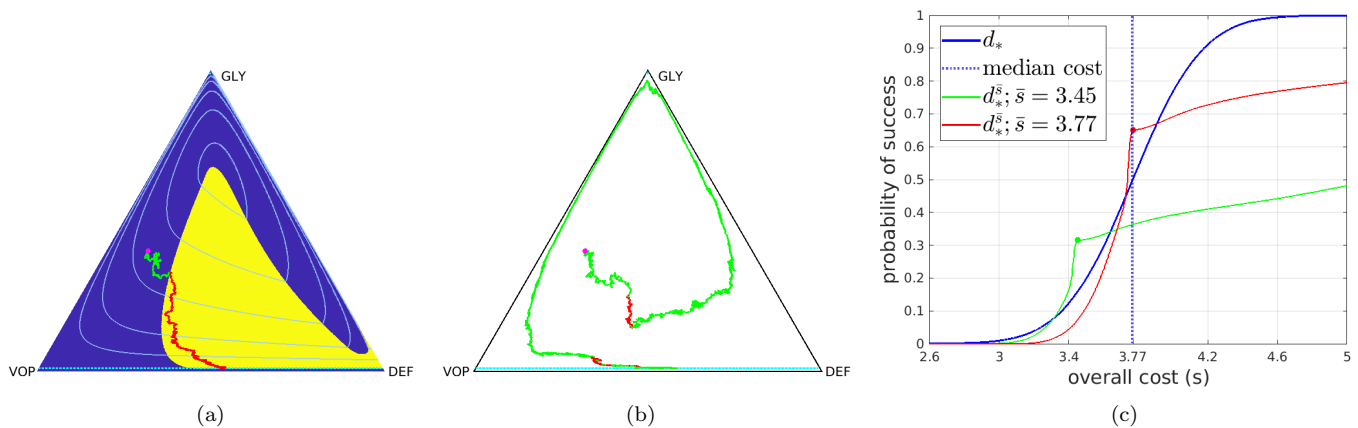 GLY
VOP
DEF
(a)
GLY
VOP
DEF
(b)
probability of success
1
0.9
0.8
0.7
0.6
0.5
0.4
0.3
0.2
0.1
0
d∗
median cost
d∗^s̄; s̄ = 3.45
d∗^s̄; s̄ = 3.77
2.6 3 3.4 3.77 4.2 4.6 5
overall cost (s)
(c)